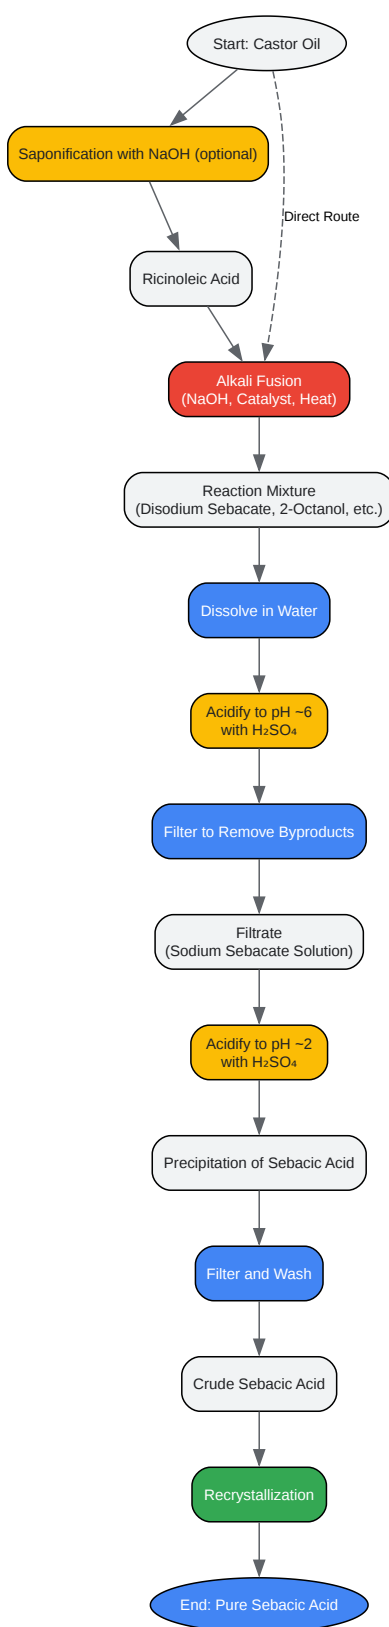 Start: Castor Oil
Saponification with NaOH (optional)
Direct Route
Ricinoleic Acid
Alkali Fusion
(NaOH, Catalyst, Heat)
Reaction Mixture
(Disodium Sebacate, 2-Octanol, etc.)
Dissolve in Water
Acidify to pH ~6
with H₂SO₄
Filter to Remove Byproducts
Filtrate
(Sodium Sebacate Solution)
Acidify to pH ~2
with H₂SO₄
Precipitation of Sebacic Acid
Filter and Wash
Crude Sebacic Acid
Recrystallization
End: Pure Sebacic Acid